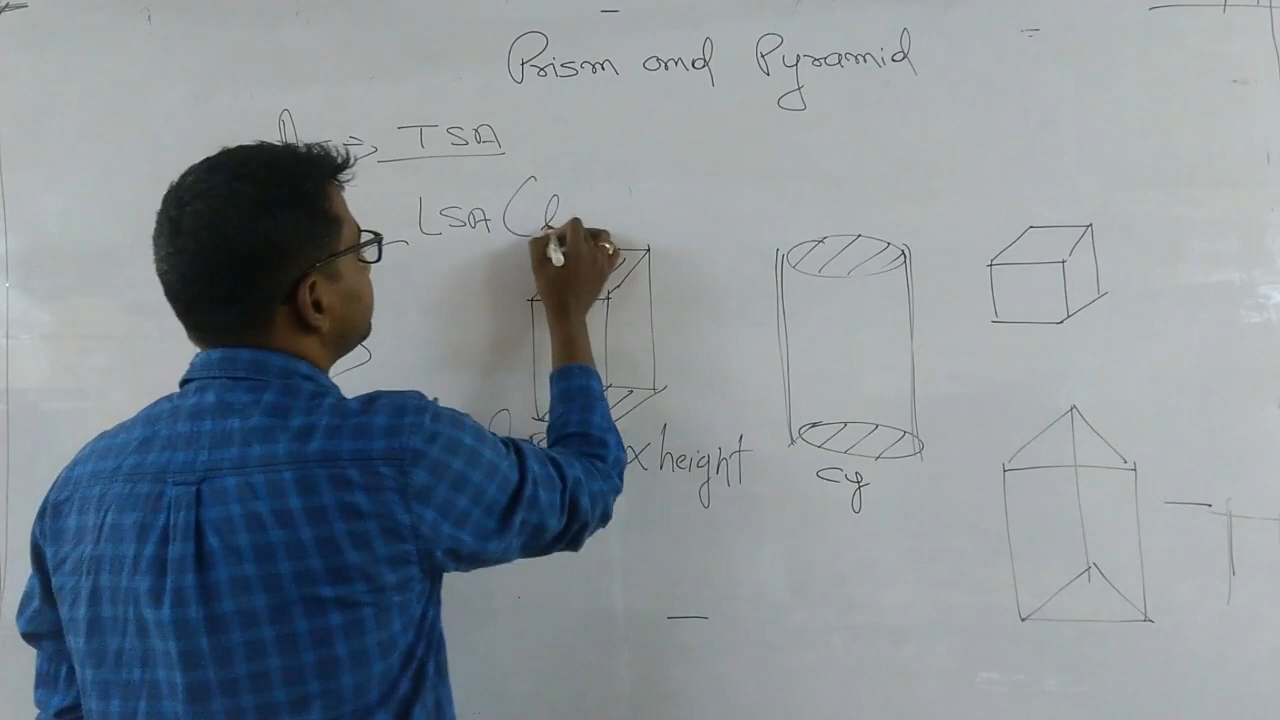 Prism and Pyramid
A => TSA
LSA (l
x height
cy